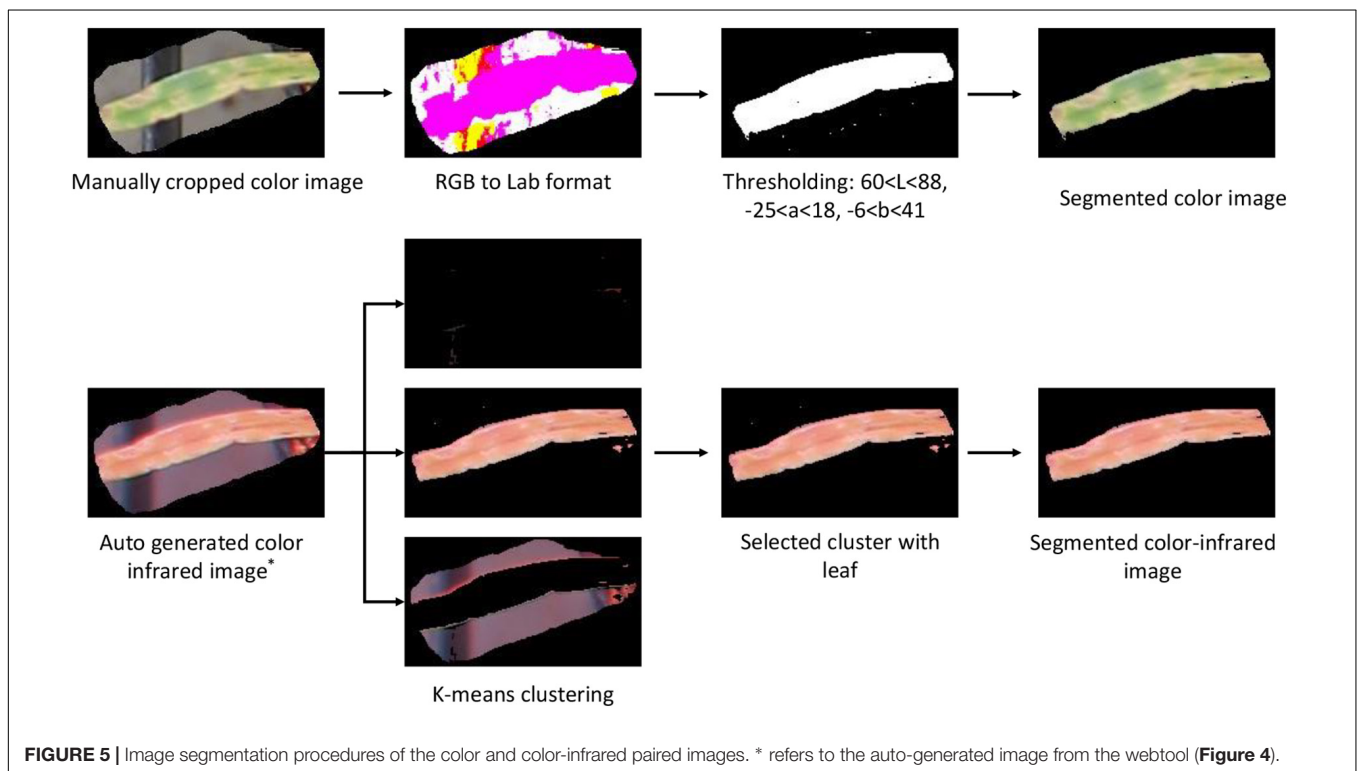 Manually cropped color image
RGB to Lab format
Thresholding: 60<L<88,
-25<a<18, -6<b<41
Segmented color image
Auto generated color
infrared image*
K-means clustering
Selected cluster with
leaf
Segmented color-infrared
image
FIGURE 5 | Image segmentation procedures of the color and color-infrared paired images. * refers to the auto-generated image from the webtool (Figure 4).